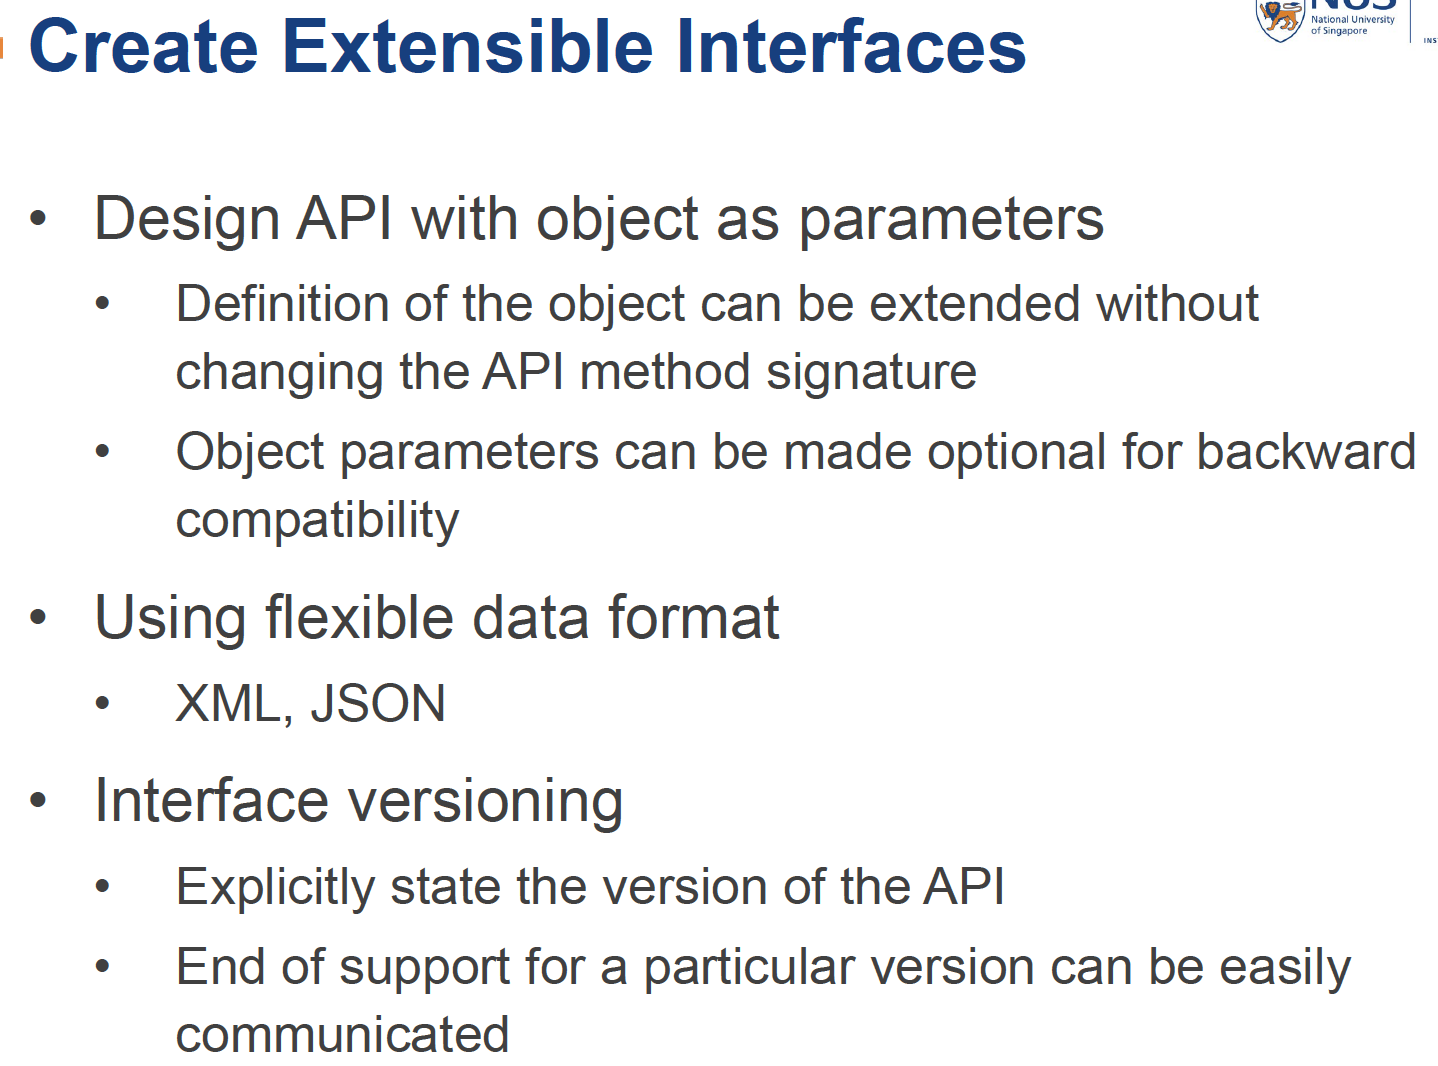 Create Extensible Interfaces
NUS
National University
of Singapore
INS
• Design API with object as parameters
• Definition of the object can be extended without
changing the API method signature
• Object parameters can be made optional for backward
compatibility
• Using flexible data format
• XML, JSON
• Interface versioning
• Explicitly state the version of the API
• End of support for a particular version can be easily
communicated